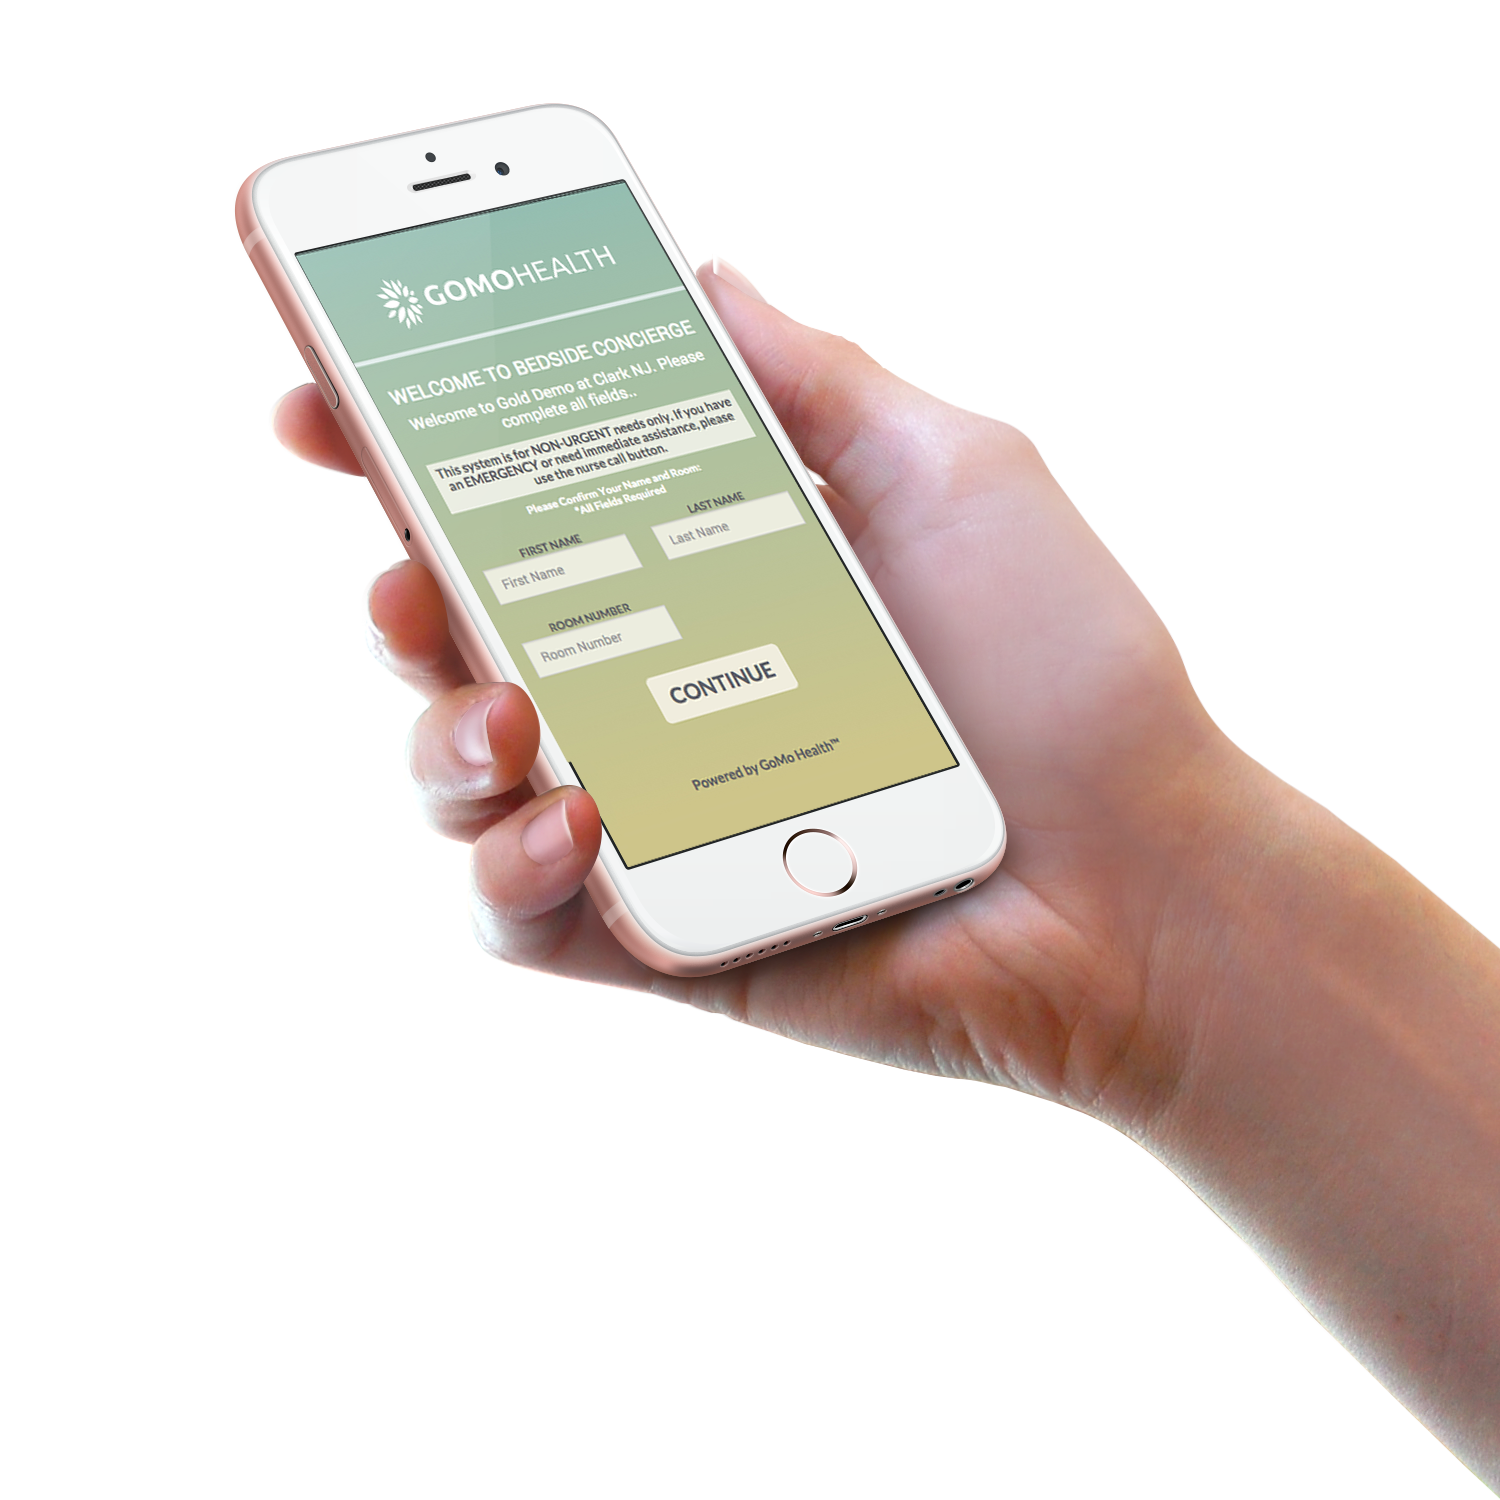 GOMOHEALTH
WELCOME TO BEDSIDE CONCIERGE
Welcome to Gold Demo at Clark NJ. Please
complete all fields..
This system is for NON-URGENT needs only. If you have
an EMERGENCY or need immediate assistance, please
use the nurse call button.
Please Confirm Your Name and Room:
*All Fields Required
FIRST NAME
LAST NAME
First Name
Last Name
ROOM NUMBER
Room Number
CONTINUE
Powered by GoMo Health™